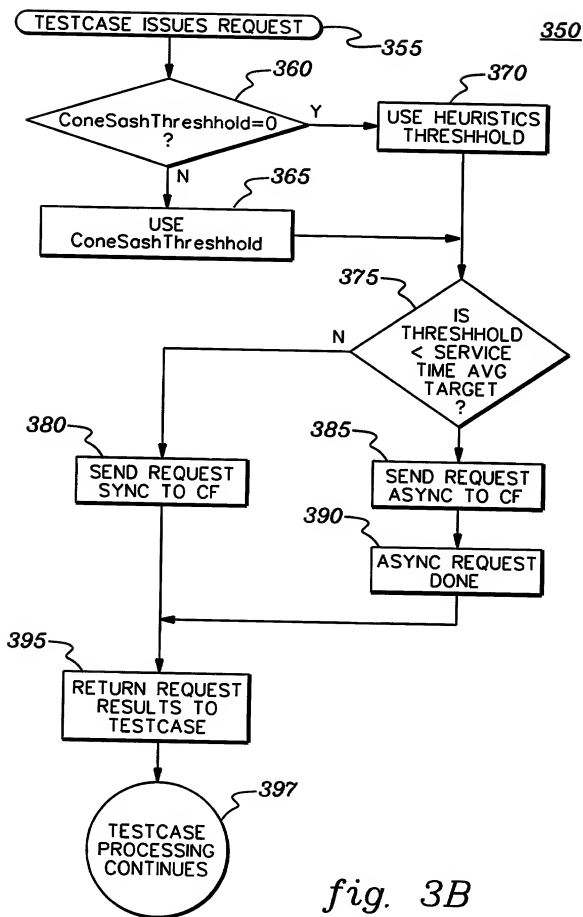 TESTCASE ISSUES REQUEST
355
350
360
ConeSashThreshhold=0
?
Y
N
370
USE HEURISTICS
THRESHHOLD
365
USE
ConeSashThreshhold
375
IS
THRESHHOLD
< SERVICE
TIME AVG
TARGET
?
N
380
SEND REQUEST
SYNC TO CF
385
SEND REQUEST
ASYNC TO CF
390
ASYNC REQUEST
DONE
395
RETURN REQUEST
RESULTS TO
TESTCASE
397
TESTCASE
PROCESSING
CONTINUES
fig. 3B